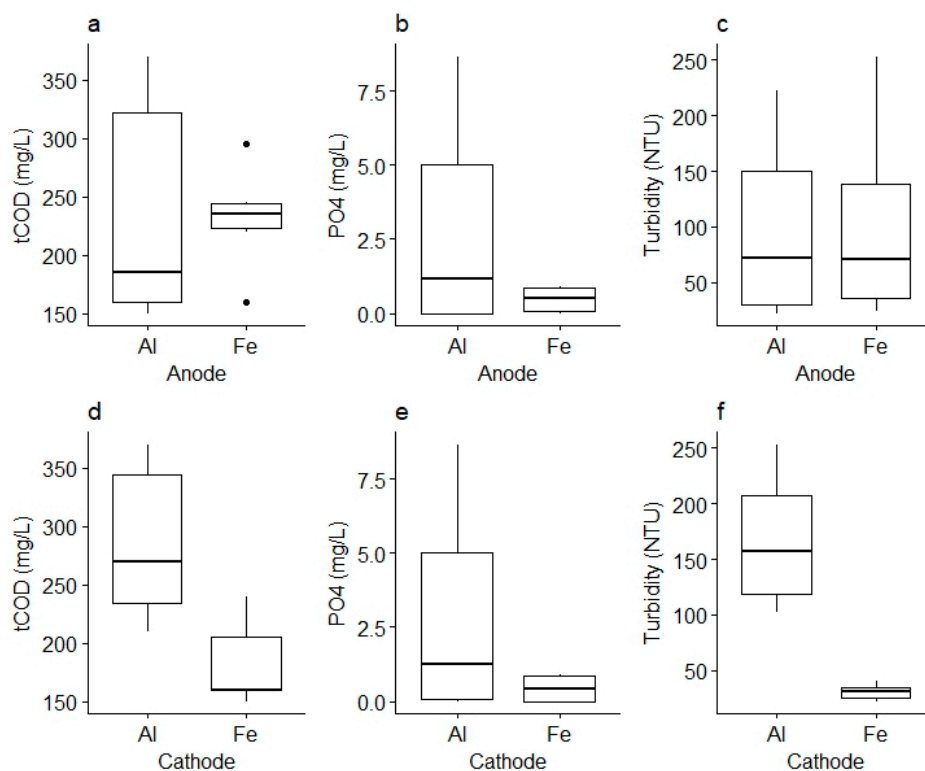 a
tCOD (mg/L)
350
300
250
200
150
Al Fe
Anode
b
PO4 (mg/L)
7.5
5.0
2.5
0.0
Al Fe
Anode
c
Turbidity (NTU)
250
200
150
100
50
Al Fe
Anode
d
tCOD (mg/L)
350
300
250
200
150
Al Fe
Cathode
e
PO4 (mg/L)
7.5
5.0
2.5
0.0
Al Fe
Cathode
f
Turbidity (NTU)
250
200
150
100
50
Al Fe
Cathode